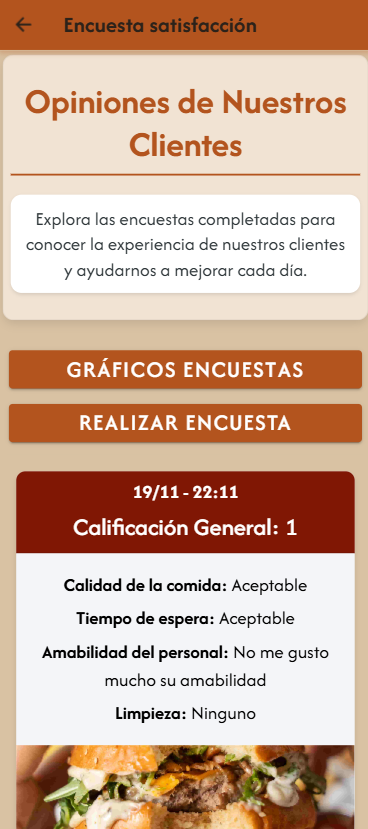 Encuesta satisfacción
Opiniones de Nuestros
Clientes
Explora las encuestas completadas para
conocer la experiencia de nuestros clientes
y ayudarnos a mejorar cada día.
GRÁFICOS ENCUESTAS
REALIZAR ENCUESTA
19/11 - 22:11
Calificación General: 1
Calidad de la comida: Aceptable
Tiempo de espera: Aceptable
Amabilidad del personal: No me gusto
mucho su amabilidad
Limpieza: Ninguno